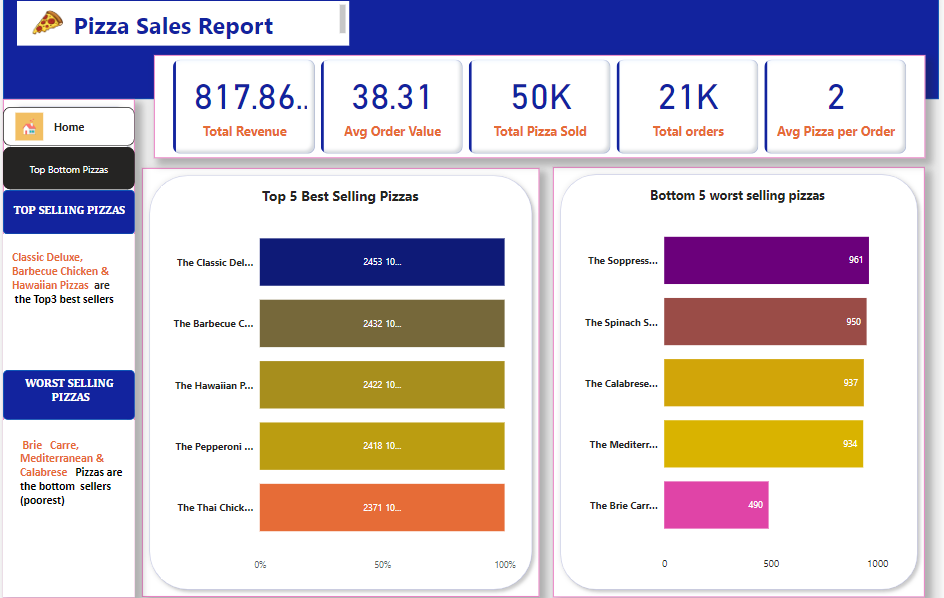 Pizza Sales Report
817.86..
Total Revenue
38.31
Avg Order Value
50K
Total Pizza Sold
21K
Total orders
2
Avg Pizza per Order
Home
Top Bottom Pizzas
TOP SELLING PIZZAS
Classic Deluxe,
Barbecue Chicken &
Hawaiian Pizzas are
the Top3 best sellers
WORST SELLING
PIZZAS
Brie Carre,
Mediterranean &
Calabrese Pizzas are
the bottom sellers
(poorest)
Top 5 Best Selling Pizzas
The Classic Del...
2453 10...
The Barbecue C...
2432 10...
The Hawaiian P...
2422 10...
The Pepperoni ...
2418 10...
The Thai Chick...
2371 10...
0%
50%
100%
Bottom 5 worst selling pizzas
The Soppress...
961
The Spinach S...
950
The Calabrese...
937
The Mediterr...
934
The Brie Carr...
490
0
500
1000